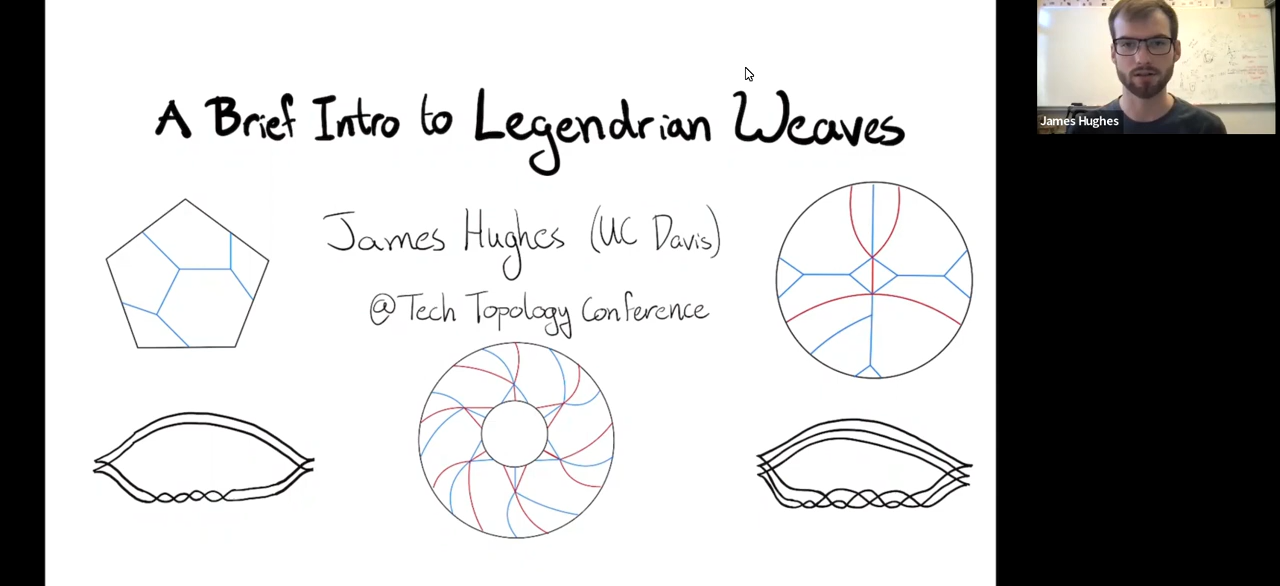 A Brief Intro to Legendrian Weaves
James Hughes (UC Davis)
@ Tech Topology Conference
James Hughes